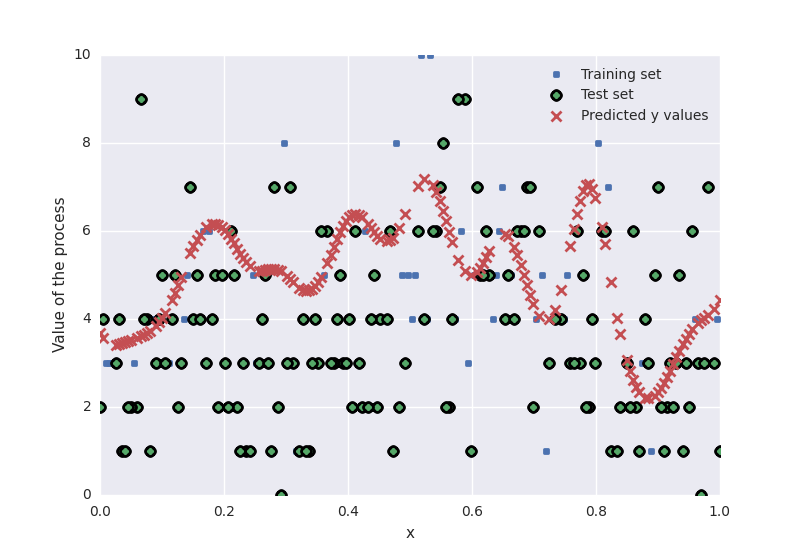 10
8
6
4
2
0
Value of the process
Training set
Test set
Predicted y values
0.0 0.2 0.4 0.6 0.8 1.0
x